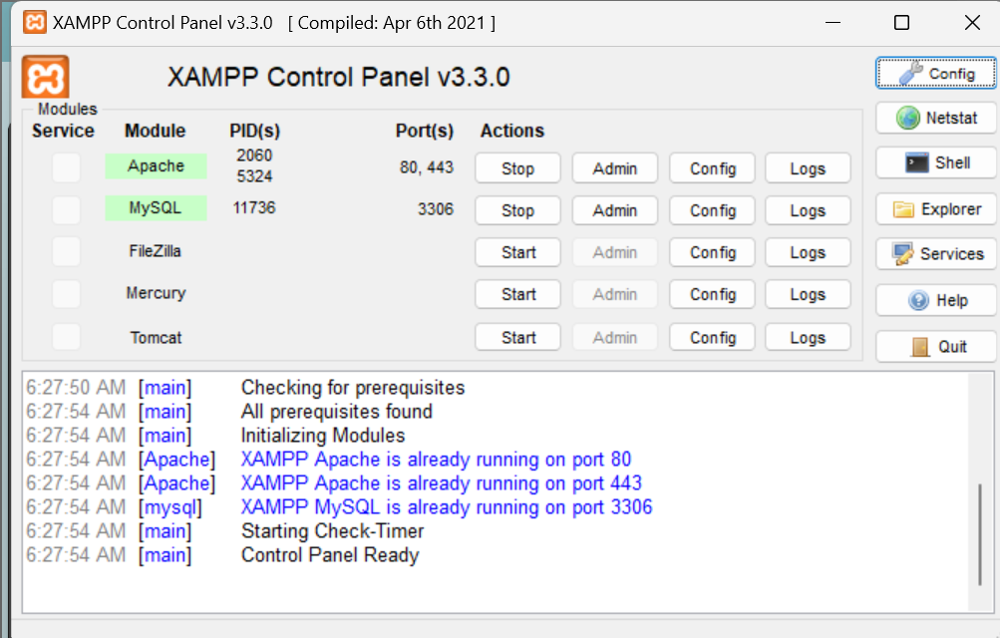 XAMPP Control Panel v3.3.0 [ Compiled: Apr 6th 2021 ]
XAMPP Control Panel v3.3.0
Config
Modules
Service Module PID(s) Port(s) Actions
Netstat
Apache 2060 5324 80, 443 Stop Admin Config Logs
Shell
MySQL 11736 3306 Stop Admin Config Logs
Explorer
FileZilla Start Admin Config Logs
Services
Mercury Start Admin Config Logs
Help
Tomcat Start Admin Config Logs
Quit
6:27:50 AM [main] Checking for prerequisites
6:27:54 AM [main] All prerequisites found
6:27:54 AM [main] Initializing Modules
6:27:54 AM [Apache] XAMPP Apache is already running on port 80
6:27:54 AM [Apache] XAMPP Apache is already running on port 443
6:27:54 AM [mysql] XAMPP MySQL is already running on port 3306
6:27:54 AM [main] Starting Check-Timer
6:27:54 AM [main] Control Panel Ready